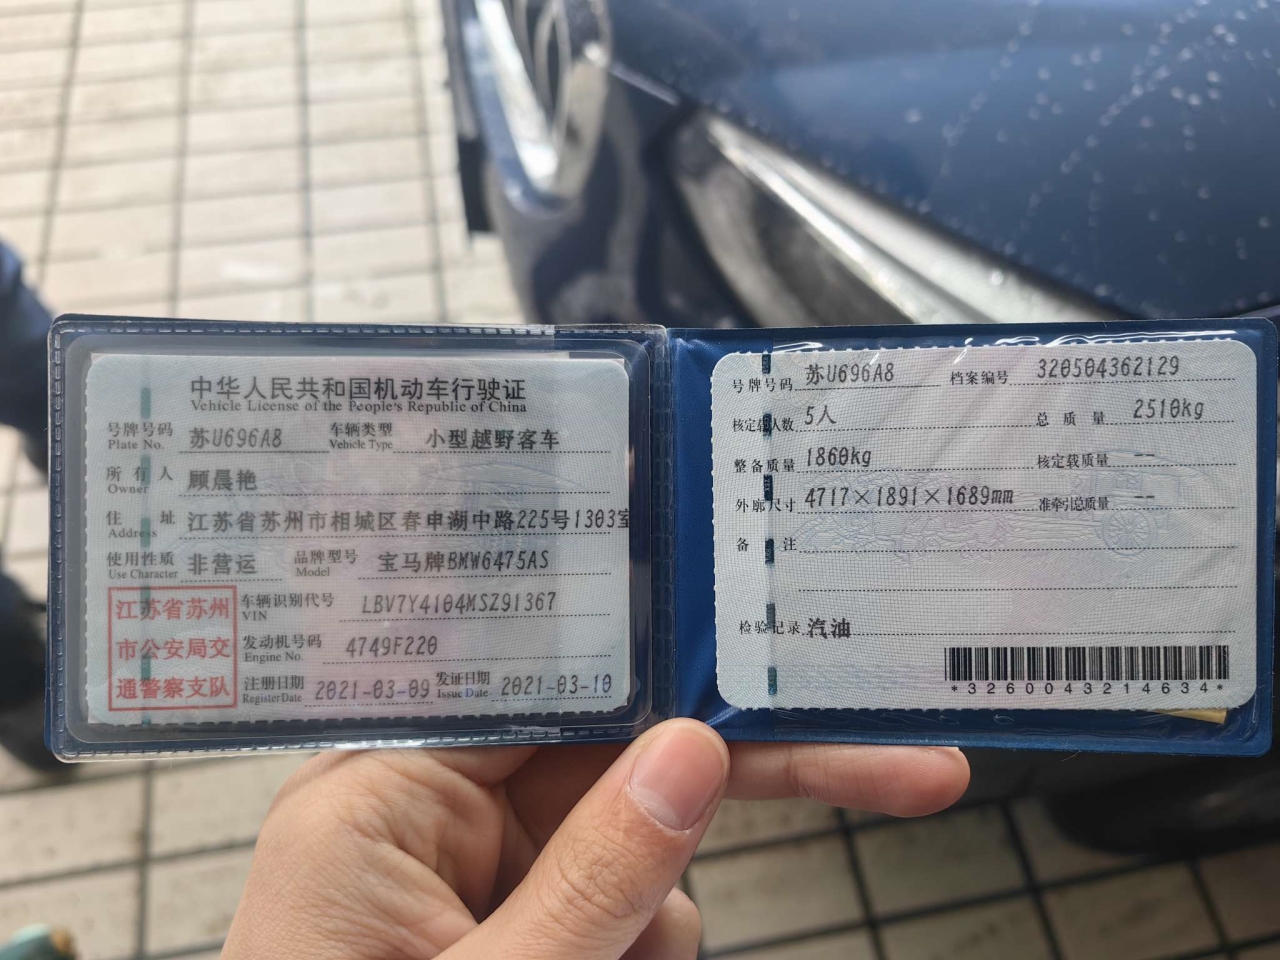 中华人民共和国机动车行驶证
Vehicle License of the People's Republic of China
号牌号码 苏U696A8 车辆类型 小型越野客车
Plate No. Vehicle Type
所有人 顾晨艳
Owner
住址 江苏省苏州市相城区春申湖中路225号1303室
Address
使用性质 非营运 品牌型号 宝马牌BMW6475AS
Use Character Model
江苏省苏州
市公安局交
通警察支队
车辆识别代号 LBV7Y4104MSZ91367
VIN
发动机号码 4749F220
Engine No.
注册日期 2021-03-09 发证日期 2021-03-10
Register Date Issue Date
号牌号码 苏U696A8 档案编号 320504362129
核定载人数 5人 总质量 2510kg
整备质量 1860kg 核定载质量 --
外廓尺寸 4717×1891×1689mm 准牵引总质量 --
备注
检验记录 汽油
*3260043214634*